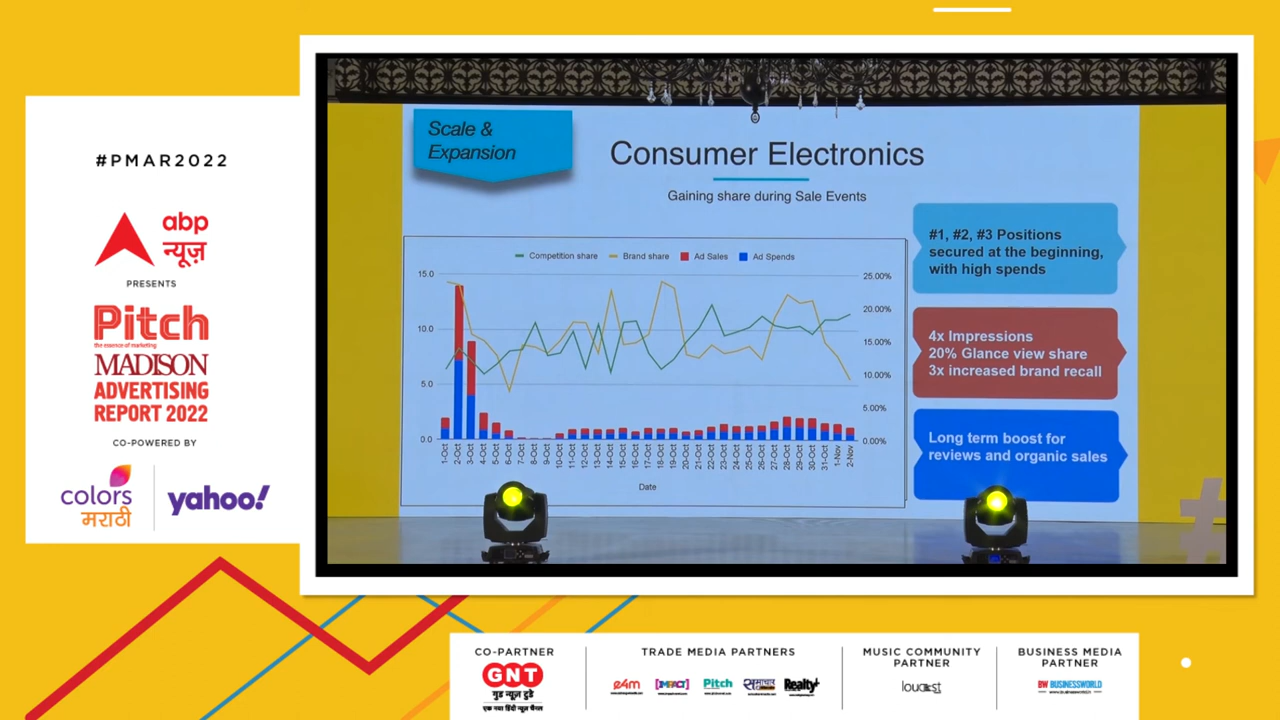 #PMAR2022
abp
न्यूज़
PRESENTS
Pitch
the essence of marketing
MADISON
ADVERTISING
REPORT 2022
CO-POWERED BY
colors
मराठी
yahoo!
Scale &
Expansion
Consumer Electronics
Gaining share during Sale Events
Competition share
Brand share
Ad Sales
Ad Spends
15.0
10.0
5.0
0.0
25.00%
20.00%
15.00%
10.00%
5.00%
0.00%
1-Oct
2-Oct
3-Oct
4-Oct
5-Oct
6-Oct
7-Oct
8-Oct
9-Oct
10-Oct
11-Oct
12-Oct
13-Oct
14-Oct
15-Oct
16-Oct
17-Oct
18-Oct
19-Oct
20-Oct
21-Oct
22-Oct
23-Oct
24-Oct
25-Oct
26-Oct
27-Oct
28-Oct
29-Oct
30-Oct
31-Oct
1-Nov
2-Nov
Date
#1, #2, #3 Positions
secured at the beginning,
with high spends
4x Impressions
20% Glance view share
3x increased brand recall
Long term boost for
reviews and organic sales
#
CO-PARTNER
GNT
गुड न्यूज़ टुडे
एक नया हिंदी न्यूज़ चैनल
TRADE MEDIA PARTNERS
e4m
[IMPACT]
Pitch
समाचार
Realty+
MUSIC COMMUNITY
PARTNER
BUSINESS MEDIA
PARTNER
BW BUSINESSWORLD